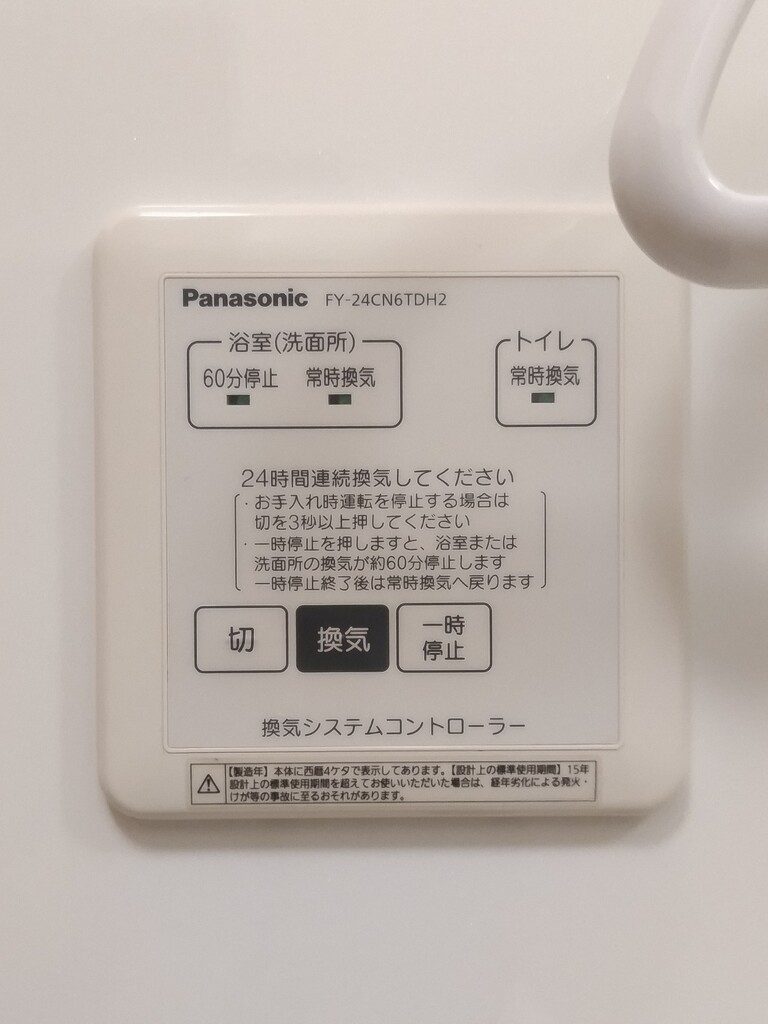 Panasonic FY-24CN6TDH2
浴室(洗面所)
トイレ
60分停止 常時換気
常時換気
24時間連続換気してください
・お手入れ時運転を停止する場合は
切を3秒以上押してください
・一時停止を押しますと、浴室または
洗面所の換気が約60分停止します
一時停止終了後は常時換気へ戻ります
切
換気
一時
停止
換気システムコントローラー
【製造年】本体に西暦4ケタで表示してあります。【設計上の標準使用期間】15年
設計上の標準使用期間を超えてお使いいただいた場合は、経年劣化による発火・
けが等の事故に至るおそれがあります。